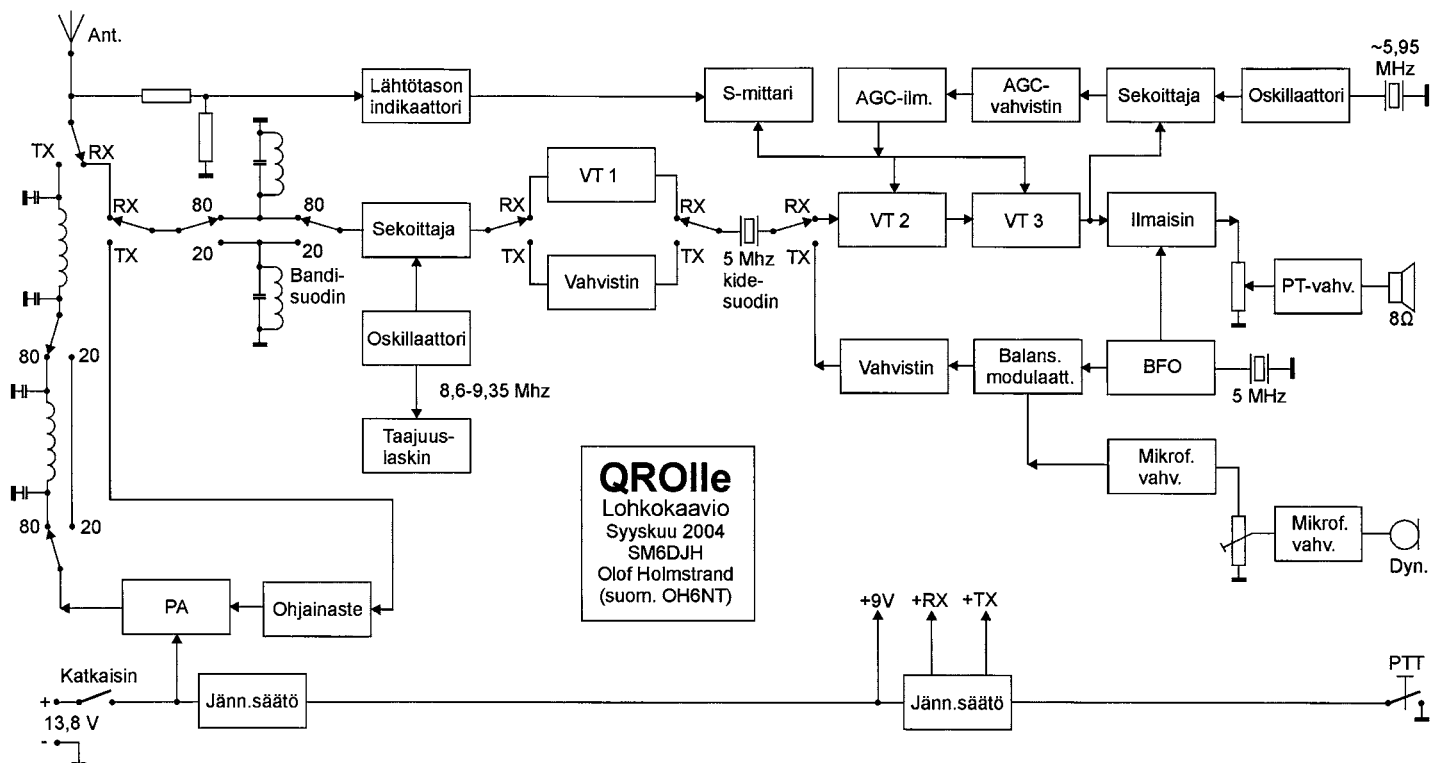 Ant.
~5,95
MHz
Lähtötason
indikaattori
S-mittari
AGC-ilm.
AGC-
vahvistin
Sekoittaja
Oskillaattori
TX
RX
VT 1
RX
80
80
RX
RX
RX
Sekoittaja
VT 2
VT 3
Ilmaisin
TX
20
20
TX
TX
TX
Vahvistin
5 Mhz
kide-
suodin
Bandi-
suodin
PT-vahv.
8Ω
Oskillaattori
80
20
Vahvistin
Balans.
modulaatt.
BFO
5 MHz
8,6-9,35 Mhz
Taajuus-
laskin
QROlle
Lohkokaavio
Syyskuu 2004
SM6DJH
Olof Holmstrand
(suom. OH6NT)
Mikrof.
vahv.
80
20
Mikrof.
vahv.
Dyn.
PA
Ohjainaste
+9V
+RX
+TX
Katkaisin
PTT
+
Jänn.säätö
Jänn.säätö
13,8 V
-